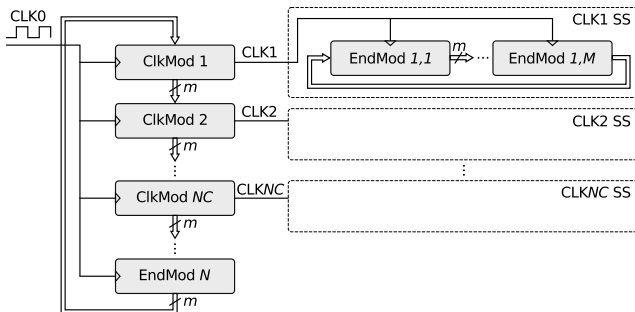 CLK0
CLK1 SS
ClkMod 1
CLK1
EndMod 1,1
m
...
EndMod 1,M
m
ClkMod 2
CLK2
CLK2 SS
m
...
...
ClkMod NC
CLKNC
CLKNC SS
m
...
EndMod N
m